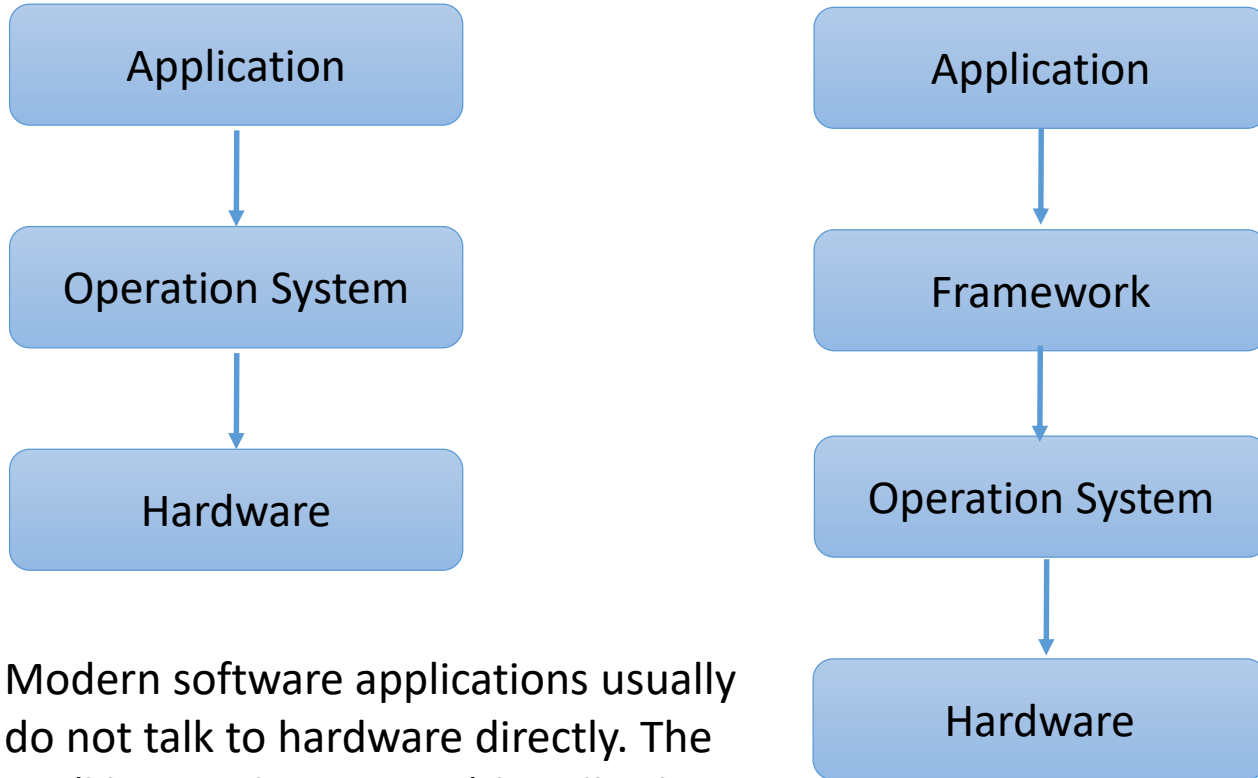 Application
Operation System
Hardware
Modern software applications usually
do not talk to hardware directly. The
Application
Framework
Operation System
Hardware